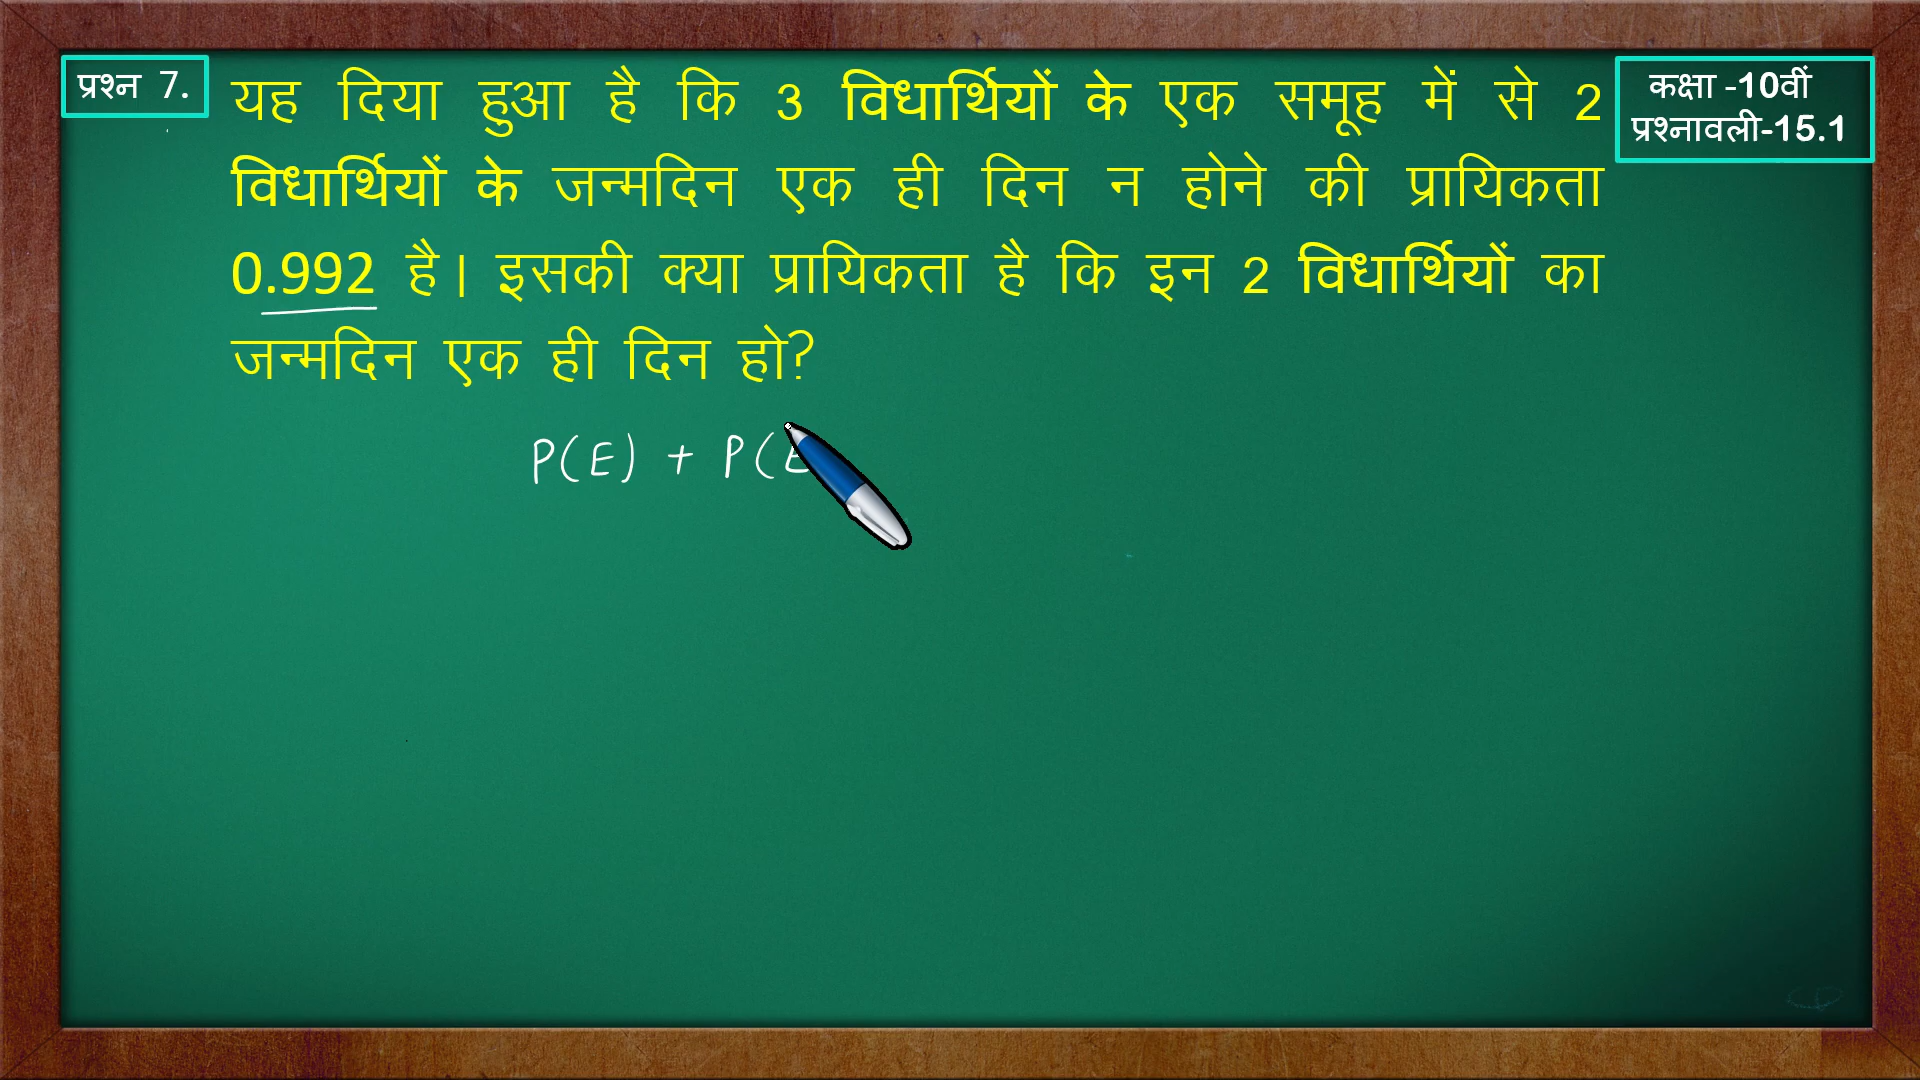 प्रश्न 7.
यह दिया हुआ है कि 3 विधार्थियों के एक समूह में से 2
विधार्थियों के जन्मदिन एक ही दिन न होने की प्रायिकता
0.992 है। इसकी क्या प्रायिकता है कि इन 2 विधार्थियों का
जन्मदिन एक ही दिन हो?
कक्षा -10वीं
प्रश्नावली-15.1
P(E) + P(E